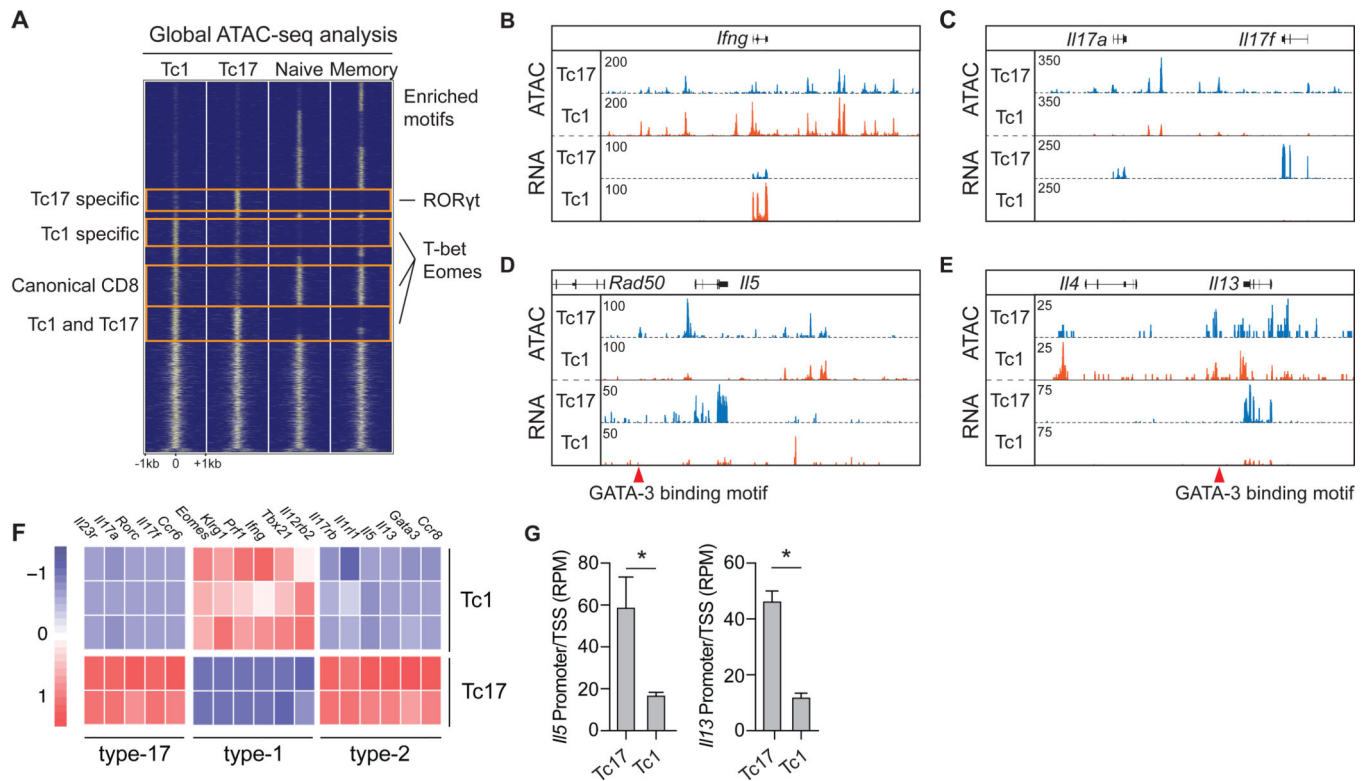 A
Global ATAC-seq analysis
Tc1 Tc17 Naive Memory
Enriched
motifs
Tc17 specific
RORγt
Tc1 specific
T-bet
Eomes
Canonical CD8
Tc1 and Tc17
-1kb 0 +1kb
B
Ifng
ATAC
Tc17
200
Tc1
200
RNA
Tc17
100
Tc1
100
C
Il17a Il17f
ATAC
Tc17
350
Tc1
350
RNA
Tc17
250
Tc1
250
D
Rad50 Il5
ATAC
Tc17
100
Tc1
100
RNA
Tc17
50
Tc1
50
GATA-3 binding motif
E
Il4 Il13
ATAC
Tc17
25
Tc1
25
RNA
Tc17
75
Tc1
75
GATA-3 binding motif
F
Il23r Il17a Rorc Il17f Ccr6 Eomes Klrg1 Prf1 Ifng Tbx21 Il12rb2 Il17rb Il1rl1 Il5 Il13 Gata3 Ccr8
−1
0
1
Tc1
Tc17
type-17 type-1 type-2
G
Il5 Promoter/TSS (RPM)
80
60
40
20
0
*
Tc17 Tc1
Il13 Promoter/TSS (RPM)
60
40
20
0
*
Tc17 Tc1